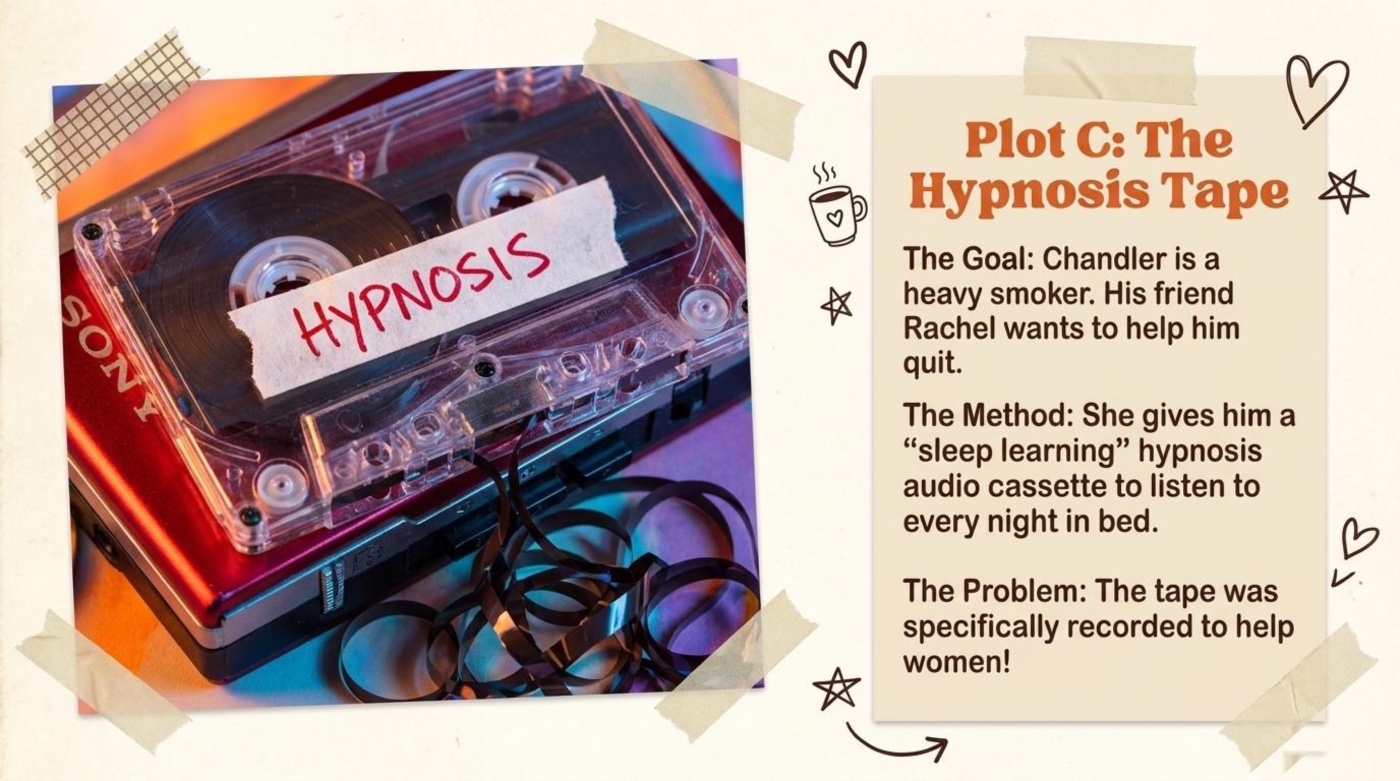 SONY
HYPNOSIS
Plot C: The
Hypnosis Tape
The Goal: Chandler is a
heavy smoker. His friend
Rachel wants to help him
quit.
The Method: She gives him a
“sleep learning” hypnosis
audio cassette to listen to
every night in bed.
The Problem: The tape was
specifically recorded to help
women!